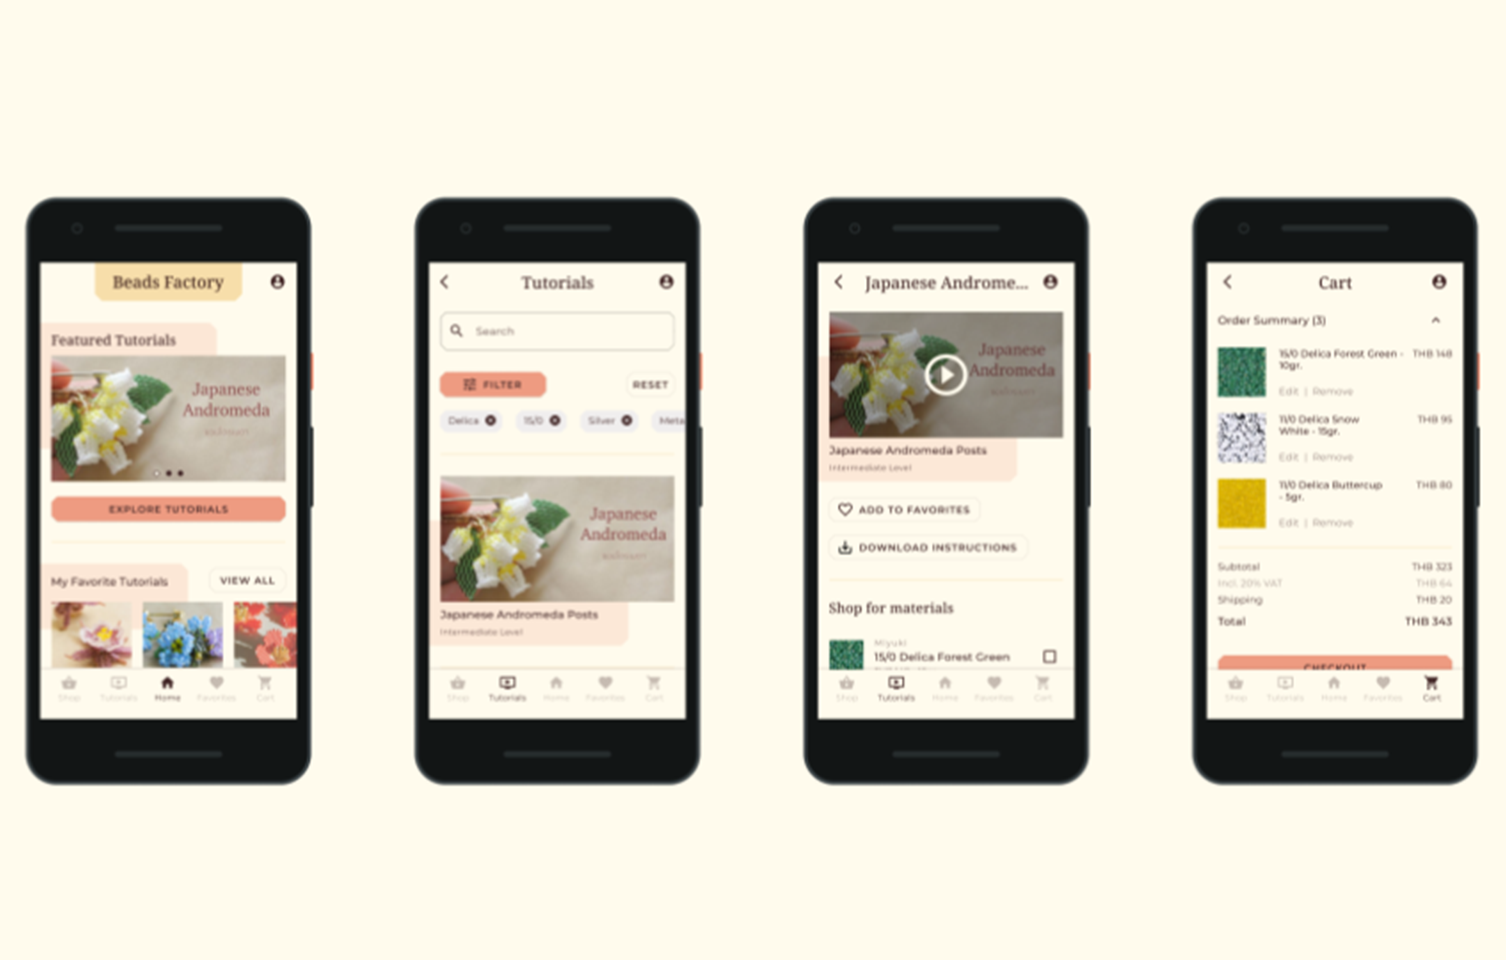 Beads Factory
Featured Tutorials
Japanese
Andromeda
EXPLORE TUTORIALS
My Favorite Tutorials
VIEW ALL
Shop
Tutorials
Home
Favorites
Cart
Tutorials
Search
FILTER
RESET
Delica
15/0
Silver
Meta
Japanese
Andromeda
Japanese Andromeda Posts
Intermediate Level
Shop
Tutorials
Home
Favorites
Cart
Japanese Androme...
Japanese
Andromeda
Japanese Andromeda Posts
Intermediate Level
ADD TO FAVORITES
DOWNLOAD INSTRUCTIONS
Shop for materials
Miyuki
15/0 Delica Forest Green
Shop
Tutorials
Home
Favorites
Cart
Cart
Order Summary (3)
15/0 Delica Forest Green - THB 148
10gr.
Edit | Remove
11/0 Delica Snow THB 95
White - 15gr.
Edit | Remove
11/0 Delica Buttercup THB 80
- 5gr.
Edit | Remove
Subtotal THB 323
Incl. 20% VAT THB 64
Shipping THB 20
Total THB 343
CHECKOUT
Shop
Tutorials
Home
Favorites
Cart